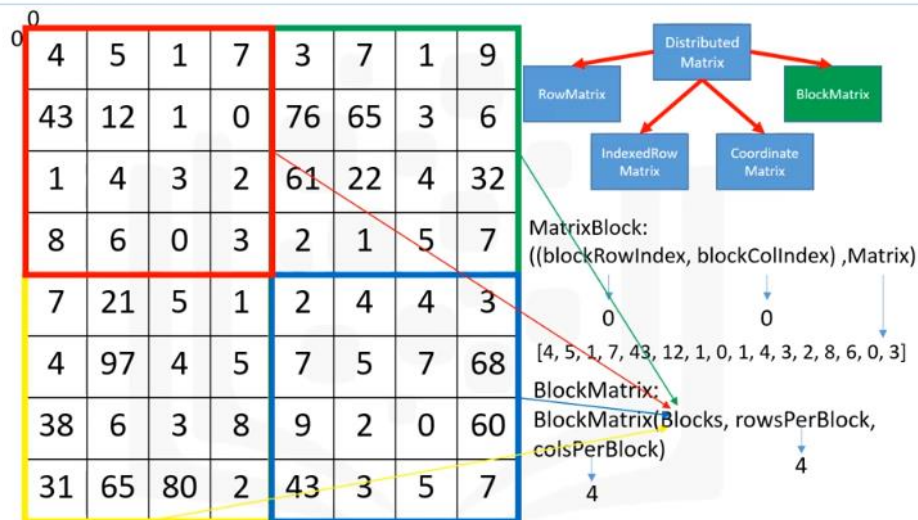 0
0
4 5 1 7 3 7 1 9
43 12 1 0 76 65 3 6
1 4 3 2 61 22 4 32
8 6 0 3 2 1 5 7
7 21 5 1 2 4 4 3
4 97 4 5 7 5 7 68
38 6 3 8 9 2 0 60
31 65 80 2 43 3 5 7
Distributed
Matrix
RowMatrix
BlockMatrix
IndexedRow
Matrix
Coordinate
Matrix
MatrixBlock:
((blockRowIndex, blockColIndex) ,Matrix)
0 0
[4, 5, 1, 7, 43, 12, 1, 0, 1, 4, 3, 2, 8, 6, 0, 3]
BlockMatrix:
BlockMatrix(Blocks, rowsPerBlock,
colsPerBlock)
4
4